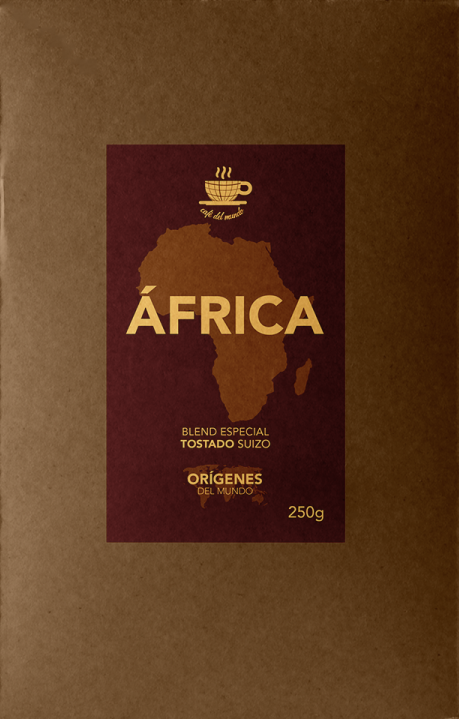 café del mundo
ÁFRICA
BLEND ESPECIAL
TOSTADO SUIZO
ORÍGENES
DEL MUNDO
250g